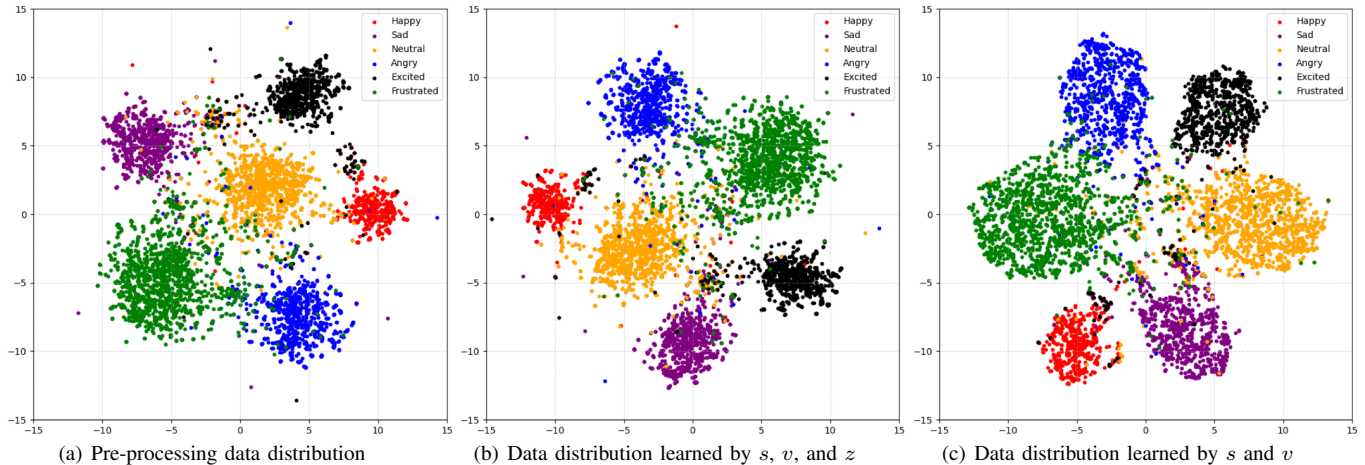 15
10
5
0
−5
−10
−15
−15 −10 −5 0 5 10 15
Happy
Sad
Neutral
Angry
Excited
Frustrated
(a) Pre-processing data distribution
15
10
5
0
−5
−10
−15
−15 −10 −5 0 5 10 15
Happy
Sad
Neutral
Angry
Excited
Frustrated
(b) Data distribution learned by s, v, and z
15
10
5
0
−5
−10
−15
−15 −10 −5 0 5 10 15
Happy
Sad
Neutral
Angry
Excited
Frustrated
(c) Data distribution learned by s and v